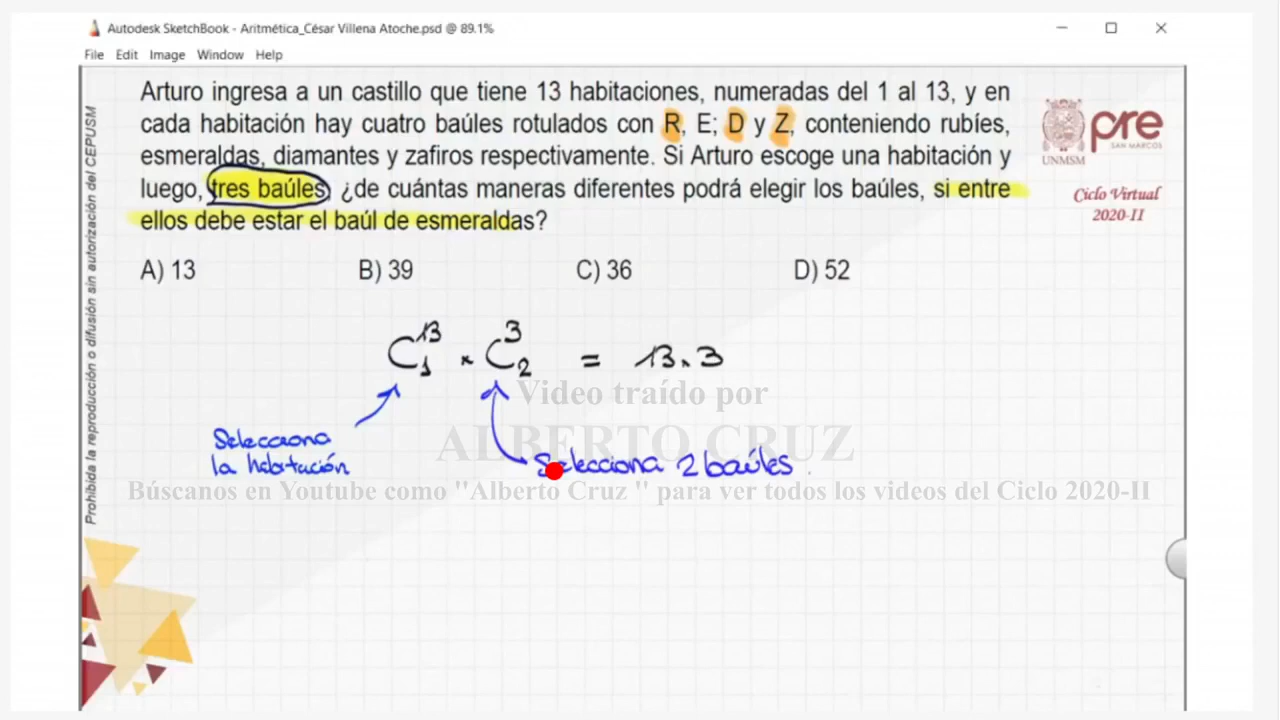 Autodesk SketchBook - Aritmética_César Villena Atoche.psd @ 89.1%
File Edit Image Window Help
Arturo ingresa a un castillo que tiene 13 habitaciones, numeradas del 1 al 13, y en
cada habitación hay cuatro baúles rotulados con R, E; D y Z, conteniendo rubíes,
esmeraldas, diamantes y zafiros respectivamente. Si Arturo escoge una habitación y
luego, tres baúles, ¿de cuántas maneras diferentes podrá elegir los baúles, si entre
ellos debe estar el baúl de esmeraldas?
A) 13 B) 39 C) 36 D) 52
pre
SAN MARCOS
UNMSM
Ciclo Virtual
2020-II
Prohibida la reproducción o difusión sin autorización del CEPUSM
C 13 1 × C 3 2 = 13.3
Video traído por
ALBERTO CRUZ
Selecciona
la habitación
Selecciona 2 baúles
Búscanos en Youtube como "Alberto Cruz " para ver todos los videos del Ciclo 2020-II